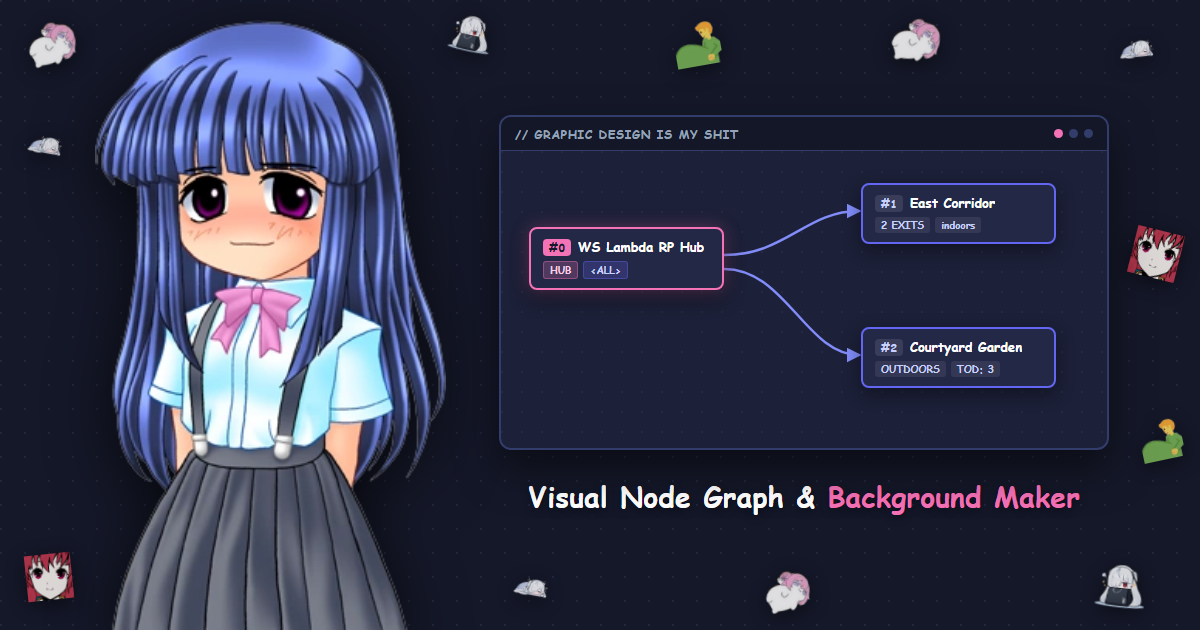 // GRAPHIC DESIGN IS MY SHIT
#0 WS Lambda RP Hub
HUB <ALL>
#1 East Corridor
2 EXITS indoors
#2 Courtyard Garden
OUTDOORS TOD: 3
Visual Node Graph & Background Maker